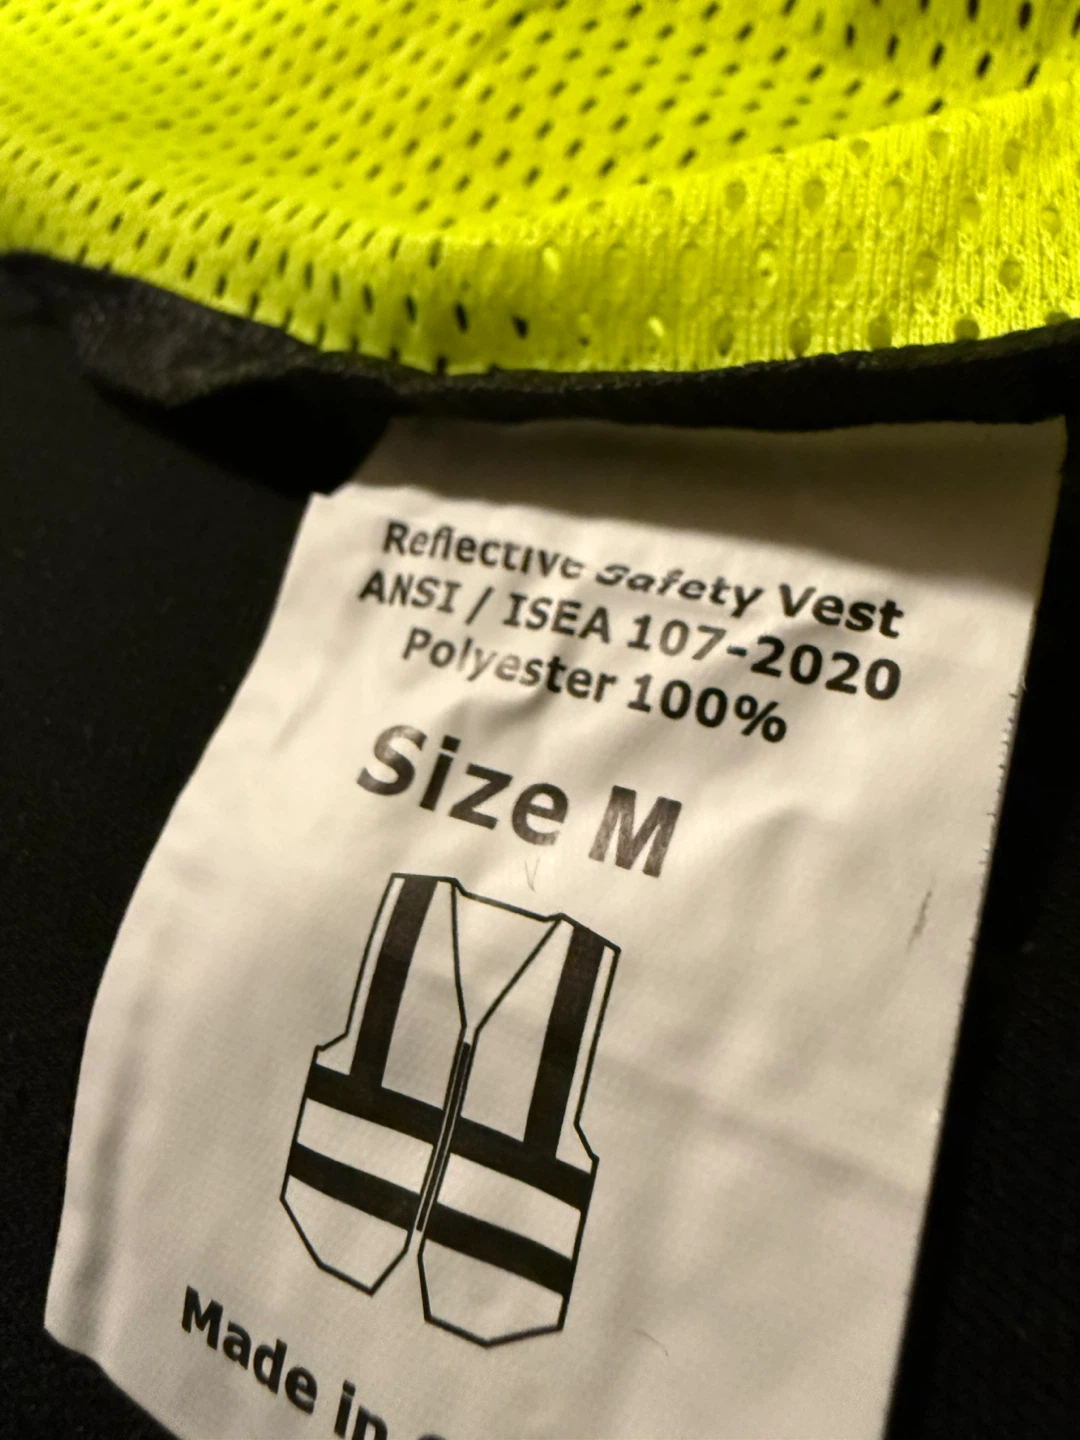 Reflective Safety Vest
ANSI / ISEA 107-2020
Polyester 100%
Size M
Made in